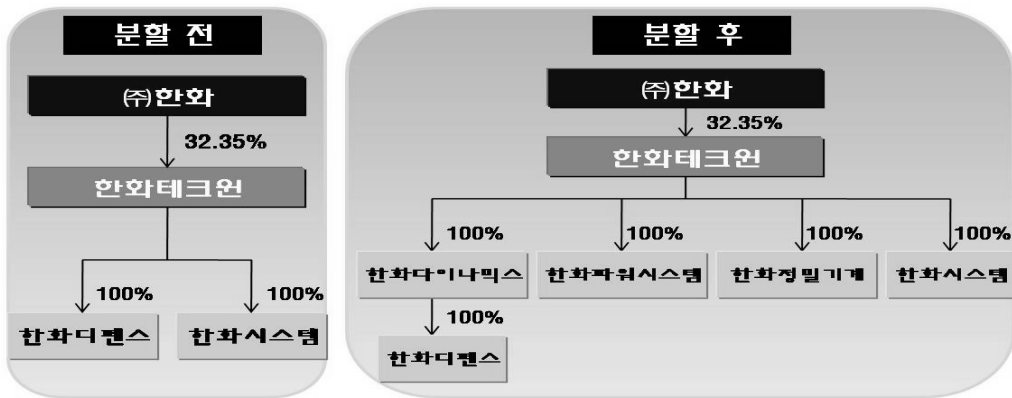 분할 전
㈜한화
32.35%
한화테크윈
100%
100%
한화디펜스
한화시스템
분할 후
㈜한화
32.35%
한화테크윈
100%
100%
100%
100%
한화다이나믹스
한화파워시스템
한화정밀기계
한화시스템
100%
한화디펜스